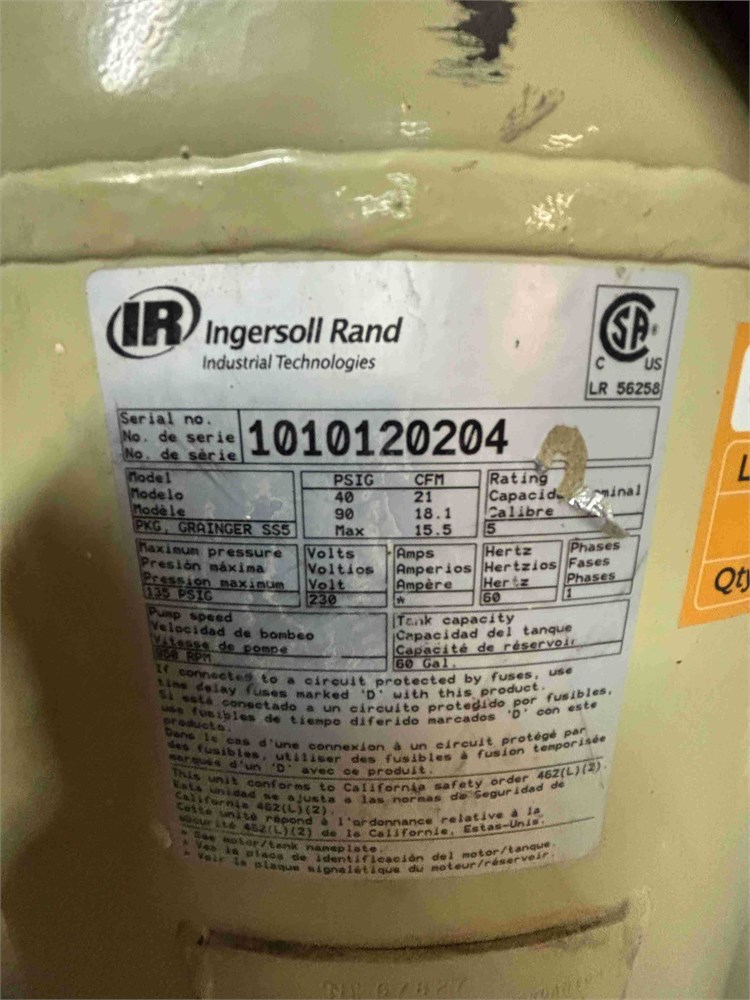 IR Ingersoll Rand
Industrial Technologies
CSA
C US
LR 56258
Serial no.
No. de serie
No. de série
1010120204
Model
Modelo
Modèle
PKG, GRAINGER SS5
PSIG CFM
40 21
90 18.1
Max 15.5
Rating
Calibre
5
Maximum pressure
Presión máxima
Pression maximum
135 PSIG
Volts
Voltios
Volt
230
Amps
Amperios
Ampère
*
Hertz
Hertzios
Hertz
60
Phases
Fases
Phases
1
Pump speed
Velocidad de bombeo
Vitesse de pompe
850 RPM
Tank capacity
Capacidad del tanque
Capacité de réservoir
60 Gal.
If connected to a circuit protected by fuses, use
time delay fuses marked 'D' with this product.
Si está conectado a un circuito protegido por fusibles,
use fusibles de tiempo diferido marcados 'D' con este
producto.
Dans le cas d'une connexion à un circuit protégé par
des fusibles, utiliser des fusibles à fusion temporisée
marqués d'un 'D' avec ce produit.
This unit conforms to California safety order 462(L)(2).
Esta unidad se ajusta a las normas de Seguridad de
California 462(L)(2).
Cette unité répond à l'ordonnance relative à la
sécurité 462(L)(2) de la Californie, Estas-Unis.
* See motor/tank nameplate.
* Vea la placa de identificación del motor/tanque.
* Voir la plaque signalétique du moteur/réservoir.
L
Qty